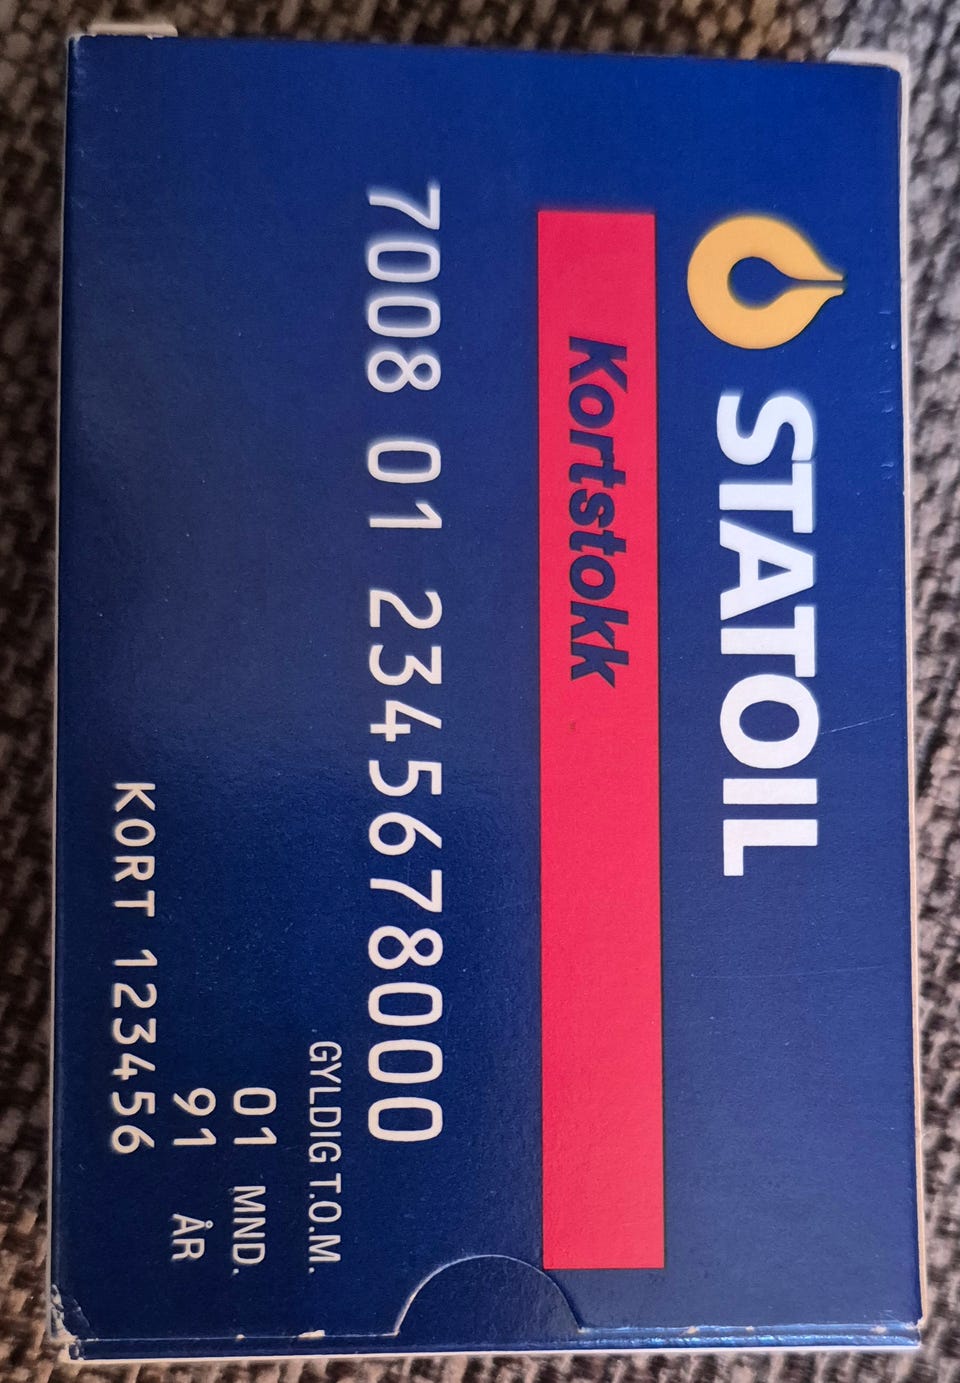 STATOIL
Kortstokk
7008 01 2345678000
GYLDIG T.O.M.
01 MND.
91 ÅR
KORT 123456